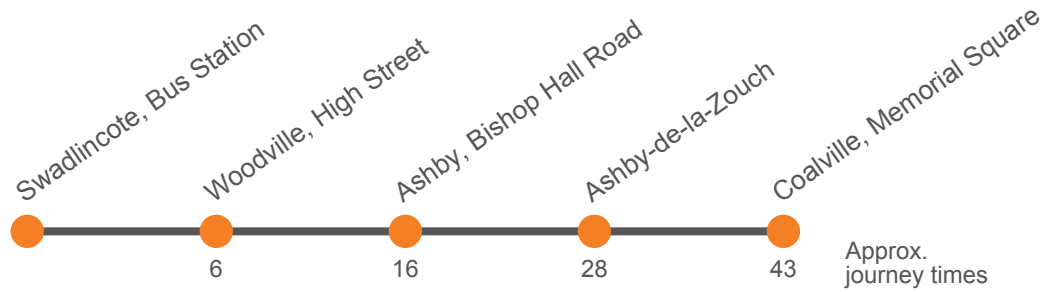 Swadlincote, Bus Station
Woodville, High Street
Ashby, Bishop Hall Road
Ashby-de-la-Zouch
Coalville, Memorial Square
6
16
28
43
Approx.
journey times